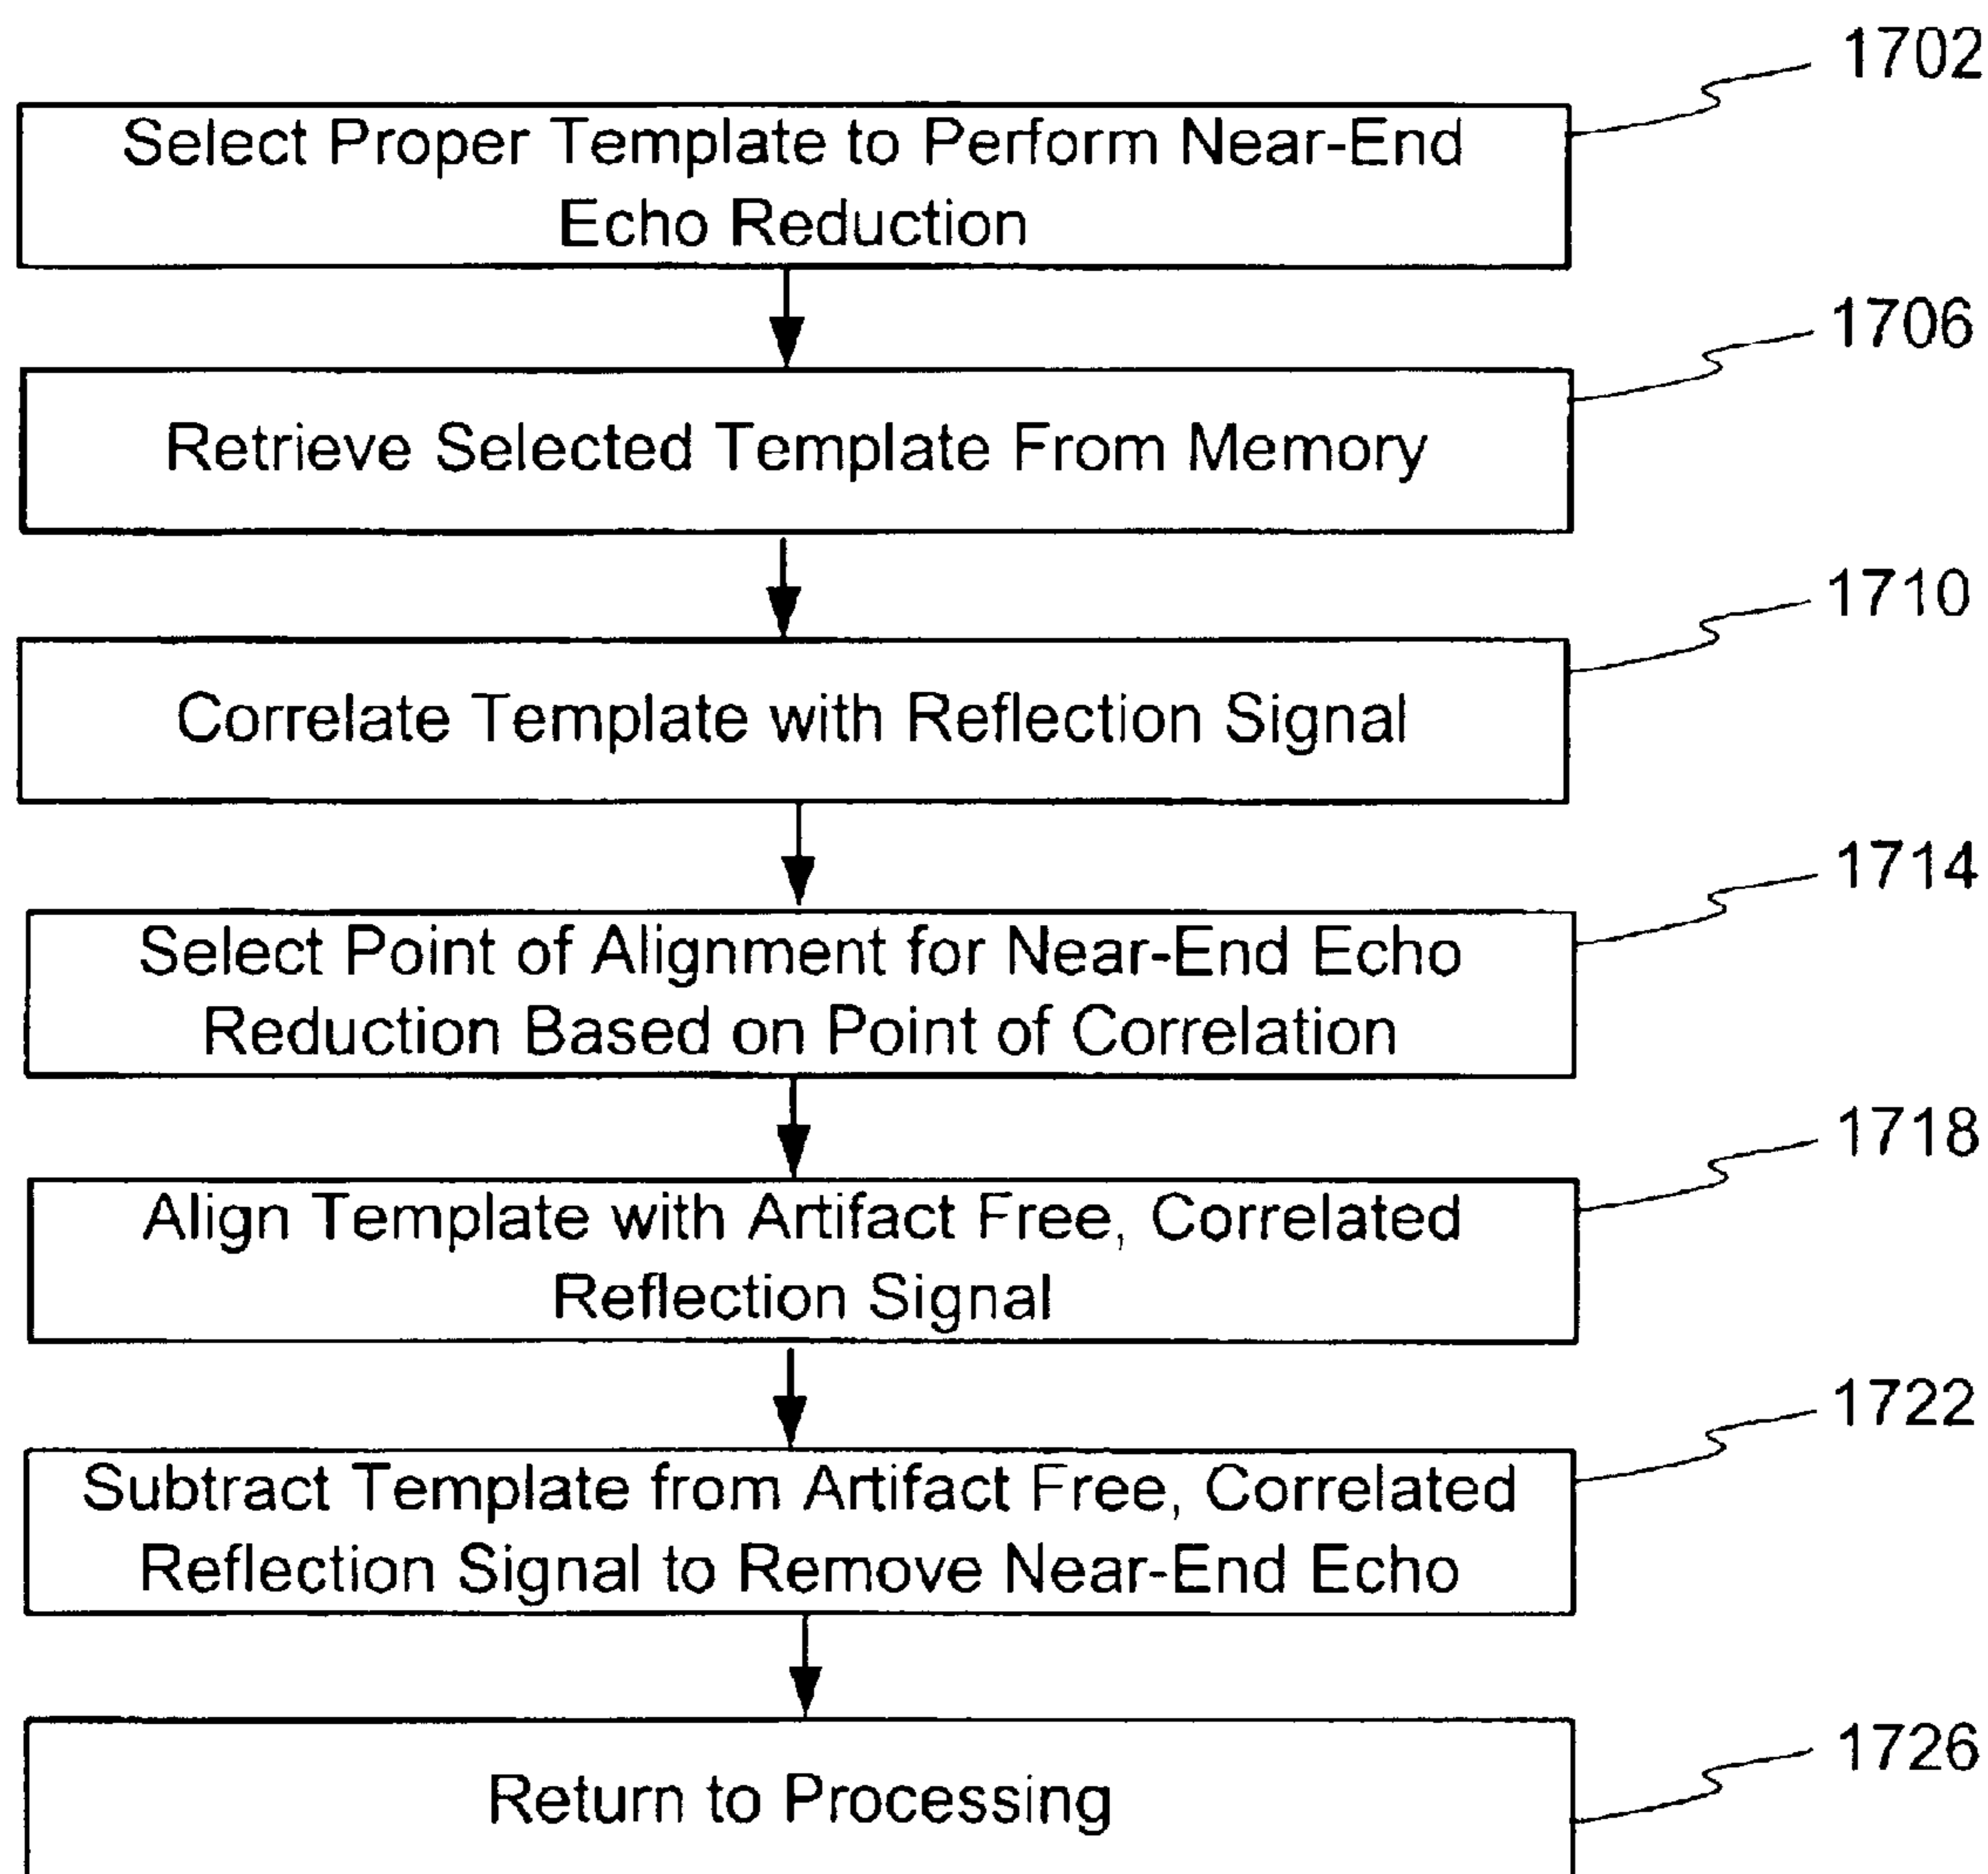 1702
Select Proper Template to Perform Near-End
Echo Reduction
1706
Retrieve Selected Template From Memory
1710
Correlate Template with Reflection Signal
1714
Select Point of Alignment for Near-End Echo
Reduction Based on Point of Correlation
1718
Align Template with Artifact Free, Correlated
Reflection Signal
1722
Subtract Template from Artifact Free, Correlated
Reflection Signal to Remove Near-End Echo
1726
Return to Processing